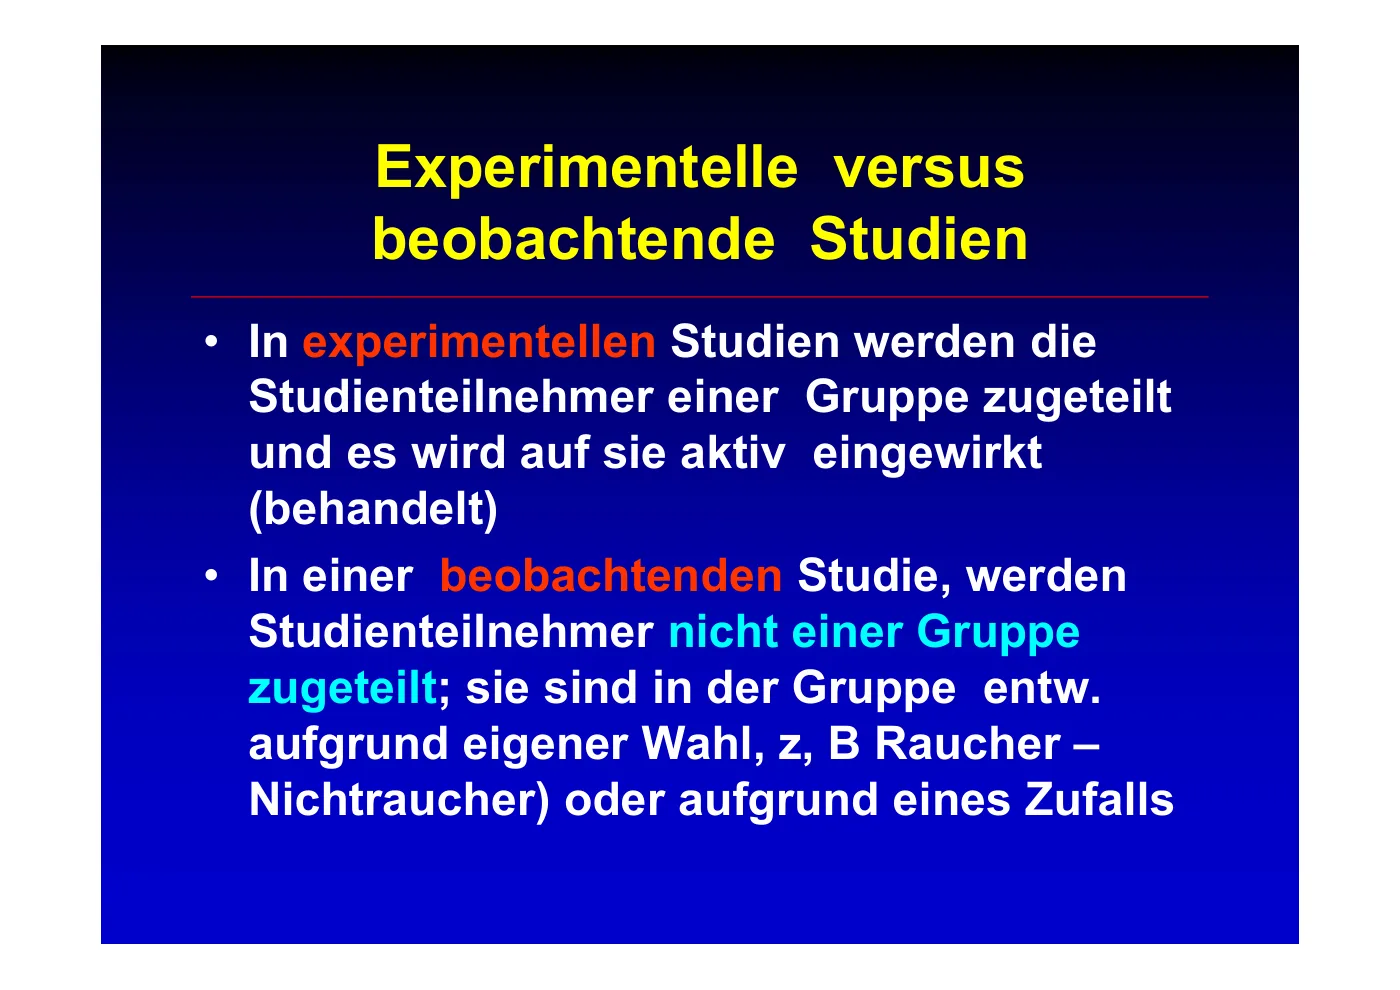 Experimentelle versus
beobachtende Studien
• In experimentellen Studien werden die
Studienteilnehmer einer Gruppe zugeteilt
und es wird auf sie aktiv eingewirkt
(behandelt)
• In einer beobachtenden Studie, werden
Studienteilnehmer nicht einer Gruppe
zugeteilt; sie sind in der Gruppe entw.
aufgrund eigener Wahl, z, B Raucher –
Nichtraucher) oder aufgrund eines Zufalls